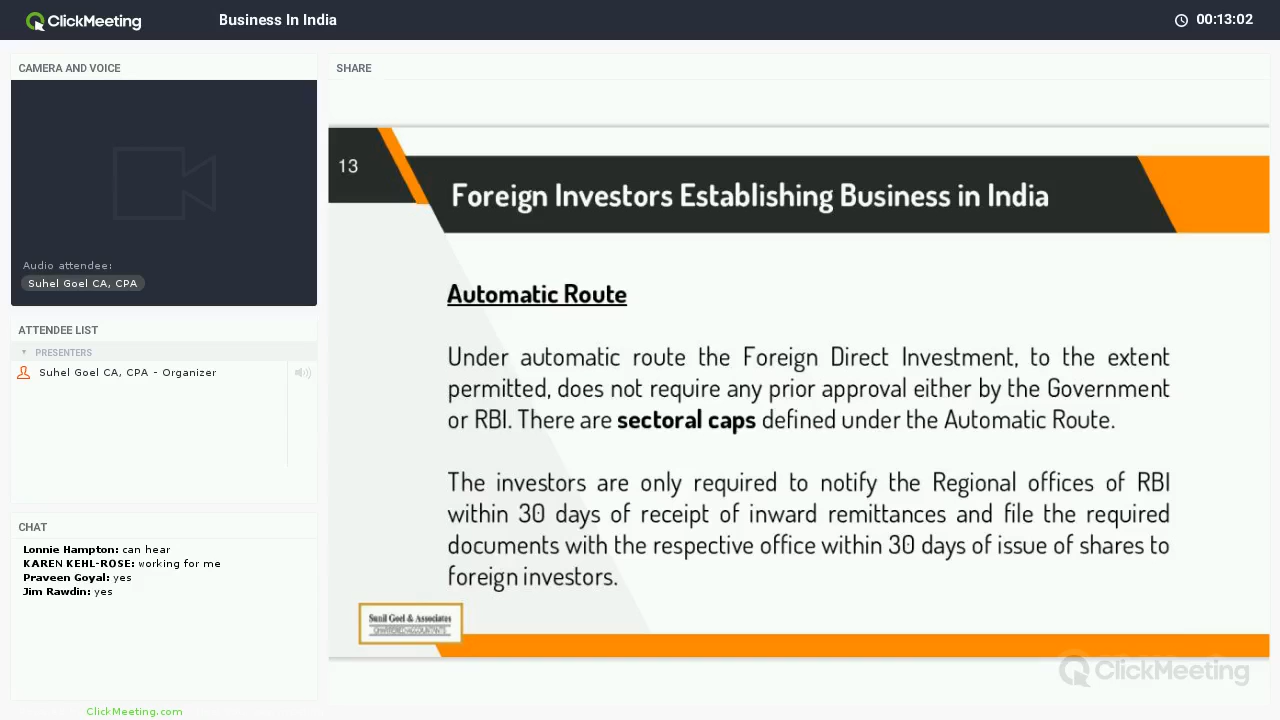 ClickMeeting
Business In India
00:13:02
CAMERA AND VOICE
Audio attendee:
Suhel Goel CA, CPA
ATTENDEE LIST
PRESENTERS
Suhel Goel CA, CPA - Organizer
CHAT
Lonnie Hampton: can hear
KAREN KEHL-ROSE: working for me
Praveen Goyal: yes
Jim Rawdin: yes
ClickMeeting.com
SHARE
13
Foreign Investors Establishing Business in India
Automatic Route
Under automatic route the Foreign Direct Investment, to the extent
permitted, does not require any prior approval either by the Government
or RBI. There are sectoral caps defined under the Automatic Route.
The investors are only required to notify the Regional offices of RBI
within 30 days of receipt of inward remittances and file the required
documents with the respective office within 30 days of issue of shares to
foreign investors.
Sunil Goel & Associates
CHARTERED ACCOUNTANTS
ClickMeeting